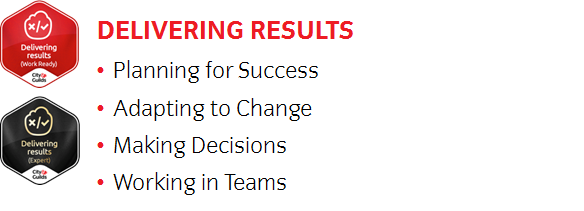 Delivering
results
(Work Ready)
City
Guilds
Delivering
results
(Expert)
City
Guilds
DELIVERING RESULTS
• Planning for Success
• Adapting to Change
• Making Decisions
• Working in Teams